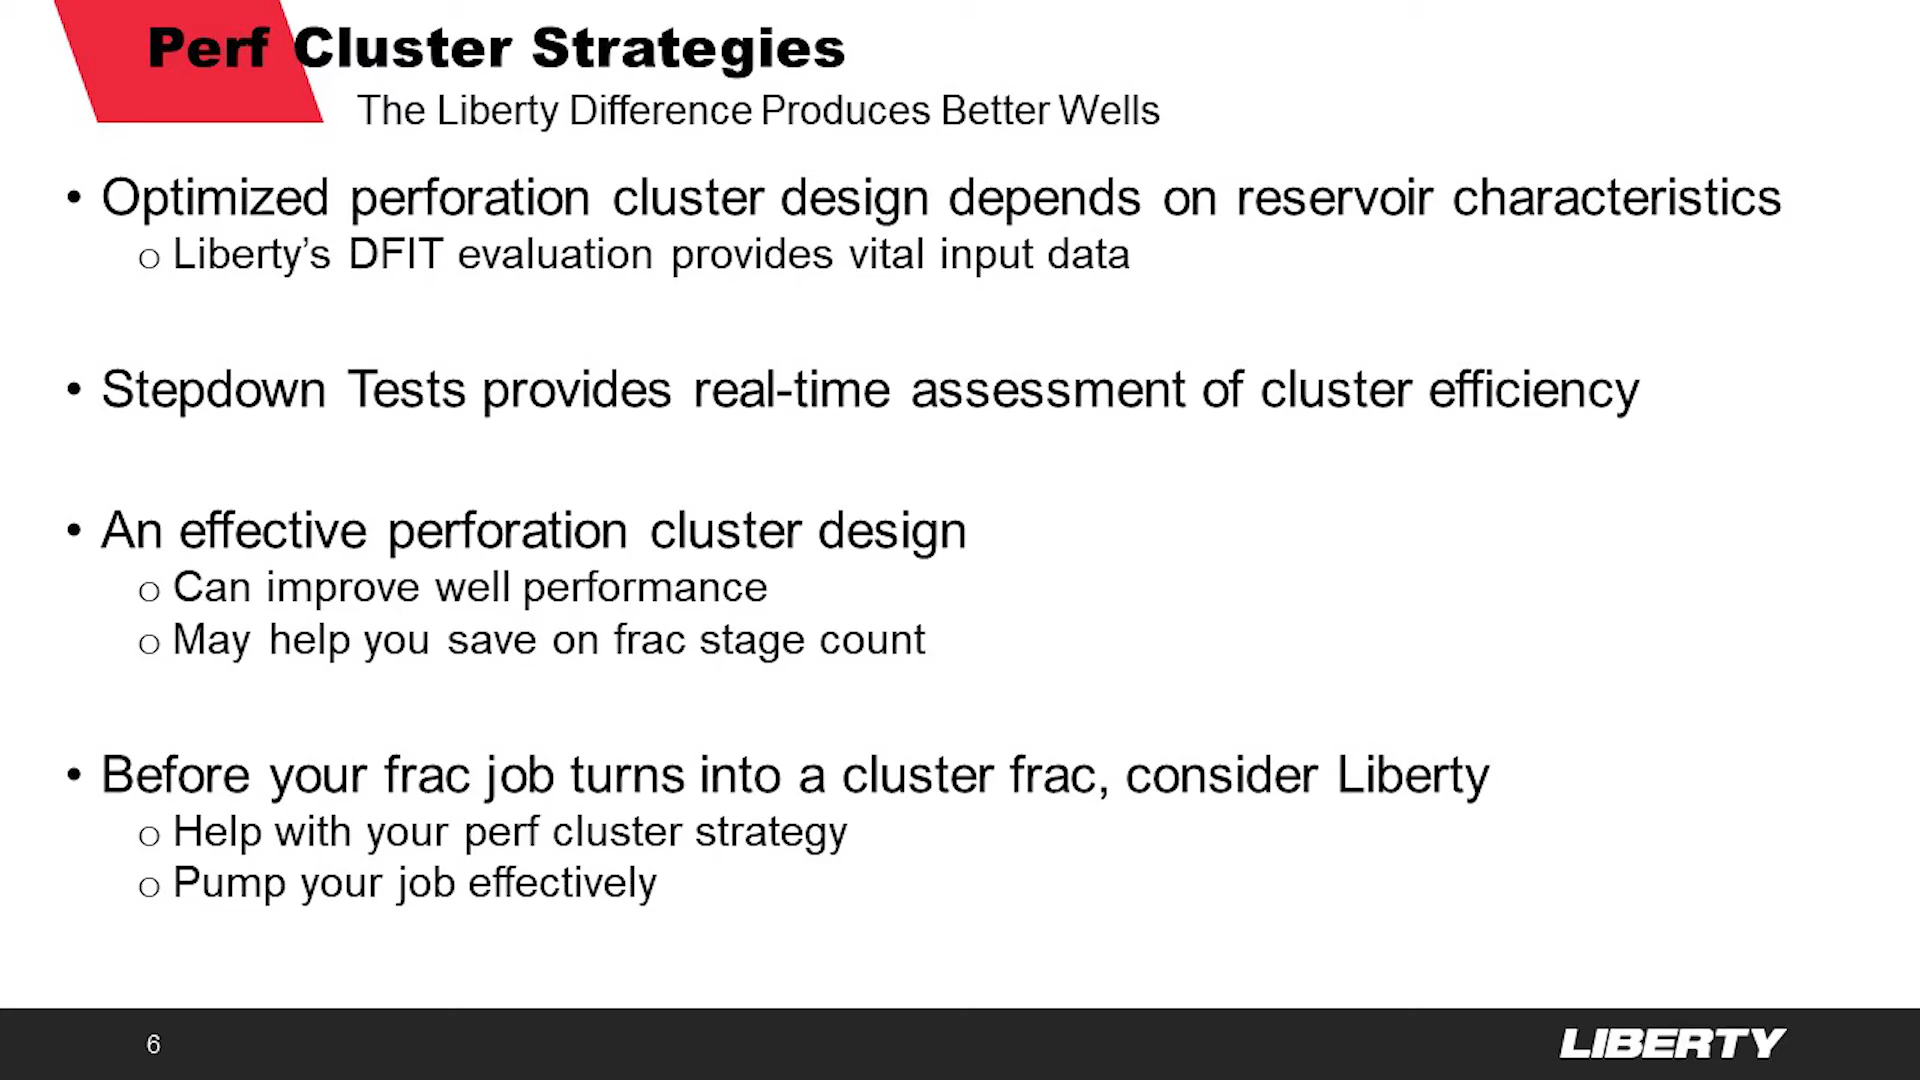 Perf Cluster Strategies
The Liberty Difference Produces Better Wells
• Optimized perforation cluster design depends on reservoir characteristics
o Liberty’s DFIT evaluation provides vital input data
• Stepdown Tests provides real-time assessment of cluster efficiency
• An effective perforation cluster design
o Can improve well performance
o May help you save on frac stage count
• Before your frac job turns into a cluster frac, consider Liberty
o Help with your perf cluster strategy
o Pump your job effectively
6
LIBERTY